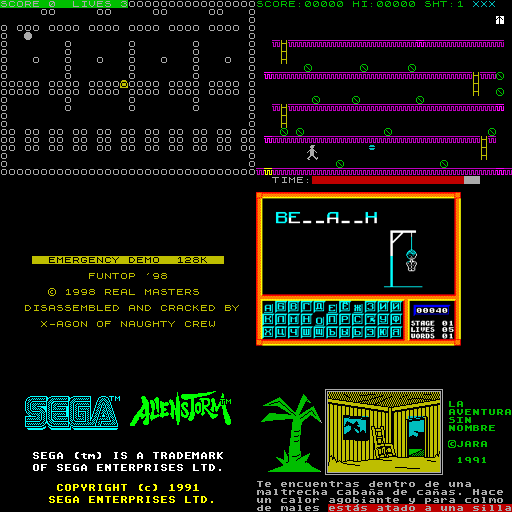 SCORE 0 LIVES 3
SCORE:00000 HI:00000 SHT:1 XXX
TIME:
EMERGENCY DEMO 128K
FUNTOP '98
© 1998 REAL MASTERS
DISASSEMBLED AND CRACKED BY
X-AGON OF NAUGHTY CREW
BE__A__H
00040
STAGE 01
LIVES 05
WORDS 01
SEGA™
ALIEN STORM™
SEGA (tm) IS A TRADEMARK
OF SEGA ENTERPRISES LTD.
COPYRIGHT (c) 1991
SEGA ENTERPRISES LTD.
LA
AVENTURA
SIN
NOMBRE
©JARA
1991
Te encuentras dentro de una
maltrecha cabaña de cañas. Hace
un calor agobiante y para colmo
de males estás atado a una silla